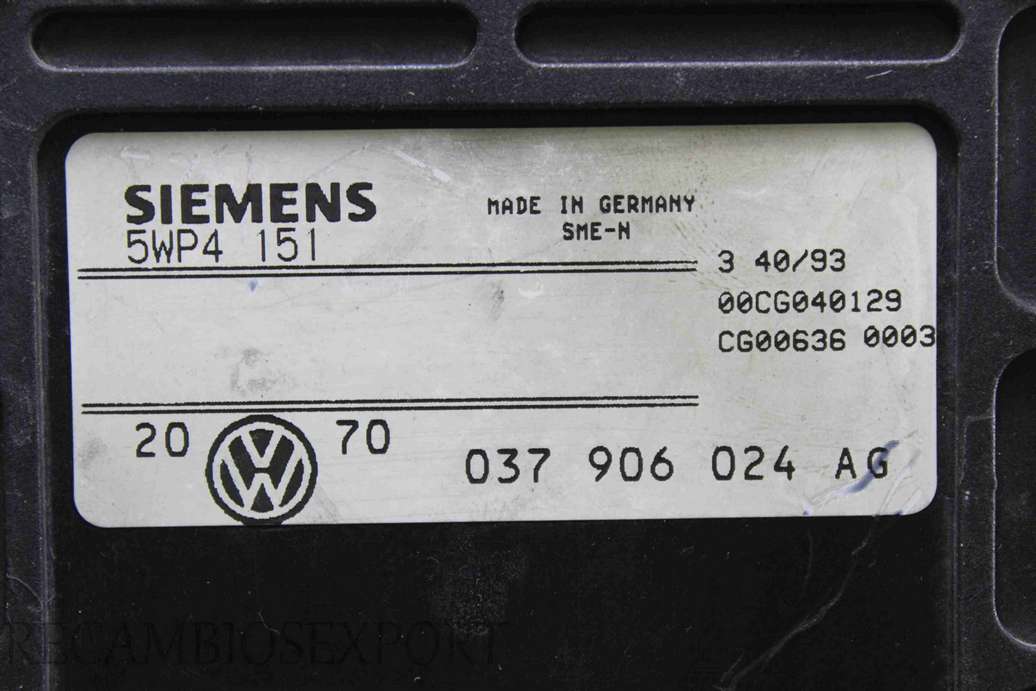 SIEMENS
5WP4 151
MADE IN GERMANY
SME-N
3 40/93
00CG040129
CG00636 0003
20 VW 70
037 906 024 AG
RECAMBIOSEXPORT